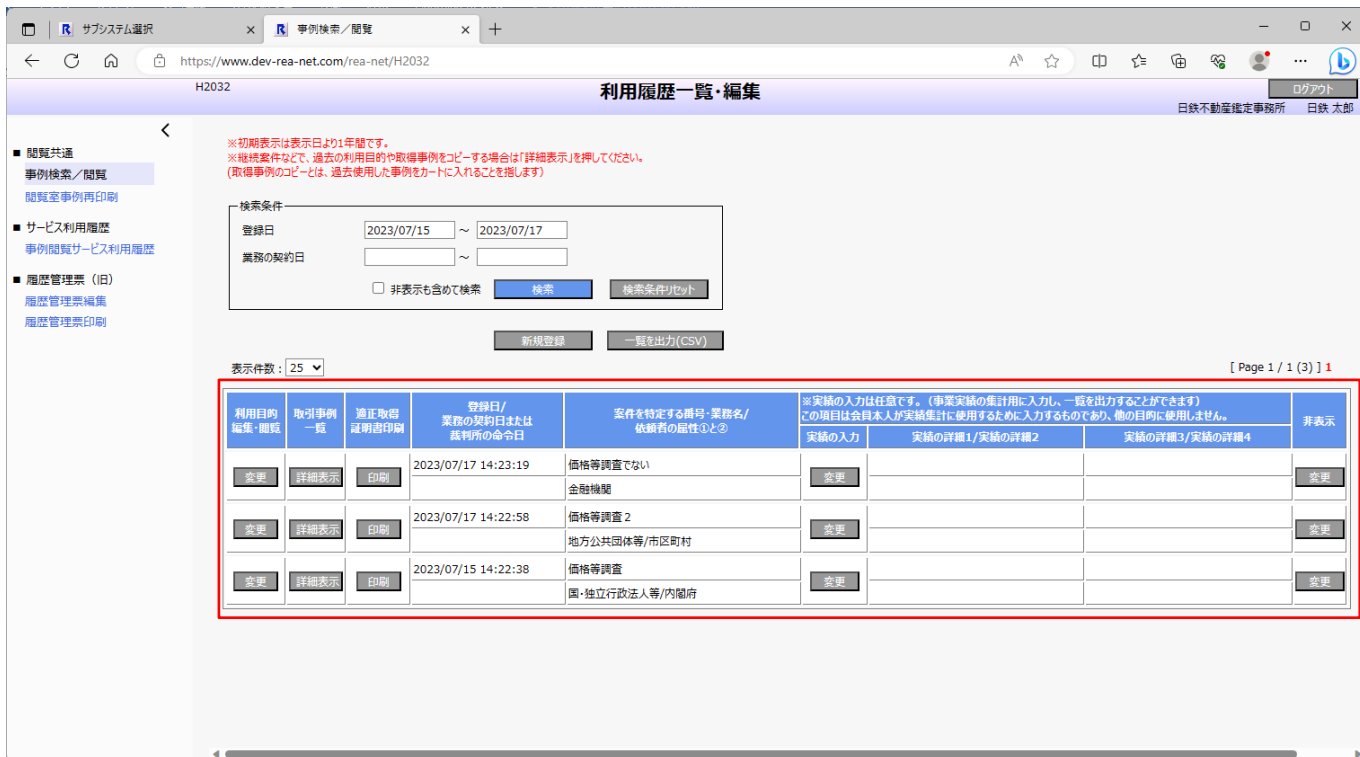 サブシステム選択
事例検索／閲覧
https://www.dev-rea-net.com/rea-net/H2032
H2032
利用履歴一覧・編集
ログアウト
日鉄不動産鑑定事務所 日鉄 太郎
■ 閲覧共通
事例検索／閲覧
閲覧室事例再印刷
■ サービス利用履歴
事例閲覧サービス利用履歴
■ 履歴管理票（旧）
履歴管理票編集
履歴管理票印刷
※初期表示は表示日より1年間です。
※継続案件などで、過去の利用目的や取得事例をコピーする場合は「詳細表示」を押してください。
(取得事例のコピーとは、過去使用した事例をカートに入れることを指します)
検索条件
登録日 2023/07/15 ～ 2023/07/17
業務の契約日 ～
非表示も含めて検索 検索 検索条件リセット
新規登録 一覧を出力(CSV)
表示件数： 25
[ Page 1 / 1 (3) ] 1
利用目的
編集・閲覧
取引事例
一覧
適正取得
証明書印刷
登録日/
業務の契約日または
裁判所の命令日
案件を特定する番号・業務名/
依頼者の属性①と②
※実績の入力は任意です。（事業実績の集計用に入力し、一覧を出力することができます）
この項目は会員本人が実績集計に使用するために入力するものであり、他の目的に使用しません。
実績の入力 実績の詳細1/実績の詳細2 実績の詳細3/実績の詳細4
非表示
変更 詳細表示 印刷 2023/07/17 14:23:19 価格等調査でない 変更 変更
金融機関
変更 詳細表示 印刷 2023/07/17 14:22:58 価格等調査２ 変更 変更
地方公共団体等/市区町村
変更 詳細表示 印刷 2023/07/15 14:22:38 価格等調査 変更 変更
国・独立行政法人等/内閣府